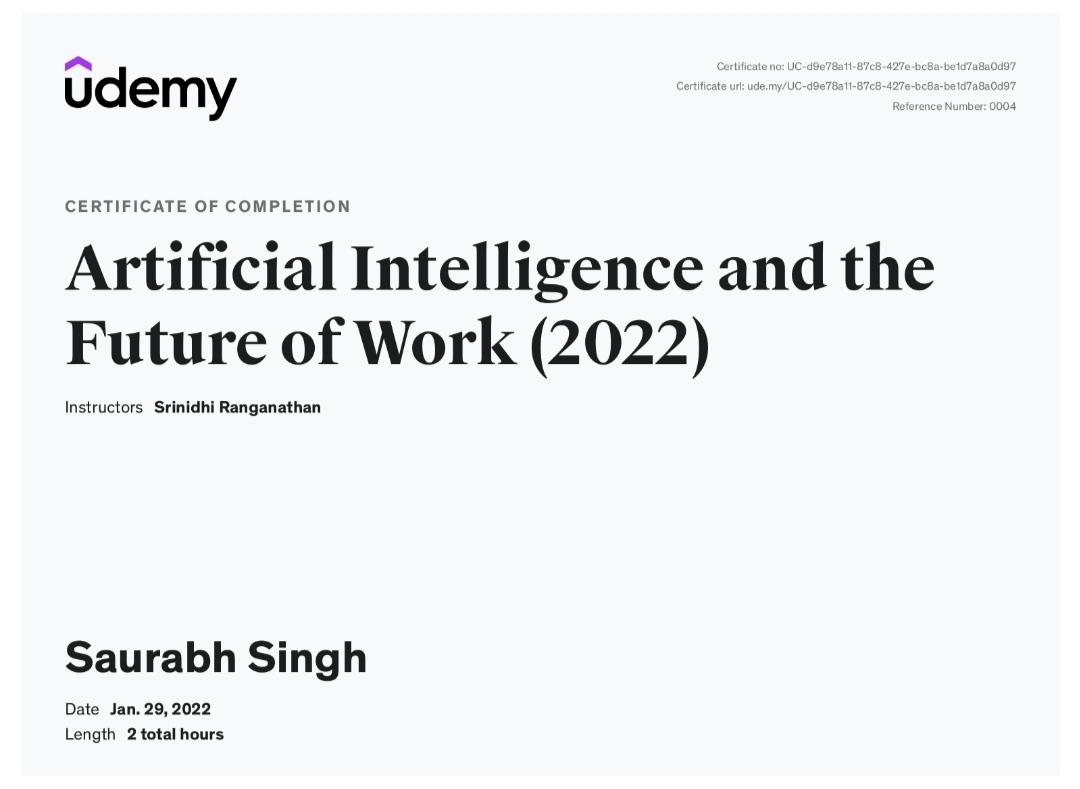 udemy
Certificate no: UC-d9e78a11-87c8-427e-bc8a-be1d7a8a0d97
Certificate url: ude.my/UC-d9e78a11-87c8-427e-bc8a-be1d7a8a0d97
Reference Number: 0004
CERTIFICATE OF COMPLETION
Artificial Intelligence and the
Future of Work (2022)
Instructors Srinidhi Ranganathan
Saurabh Singh
Date Jan. 29, 2022
Length 2 total hours